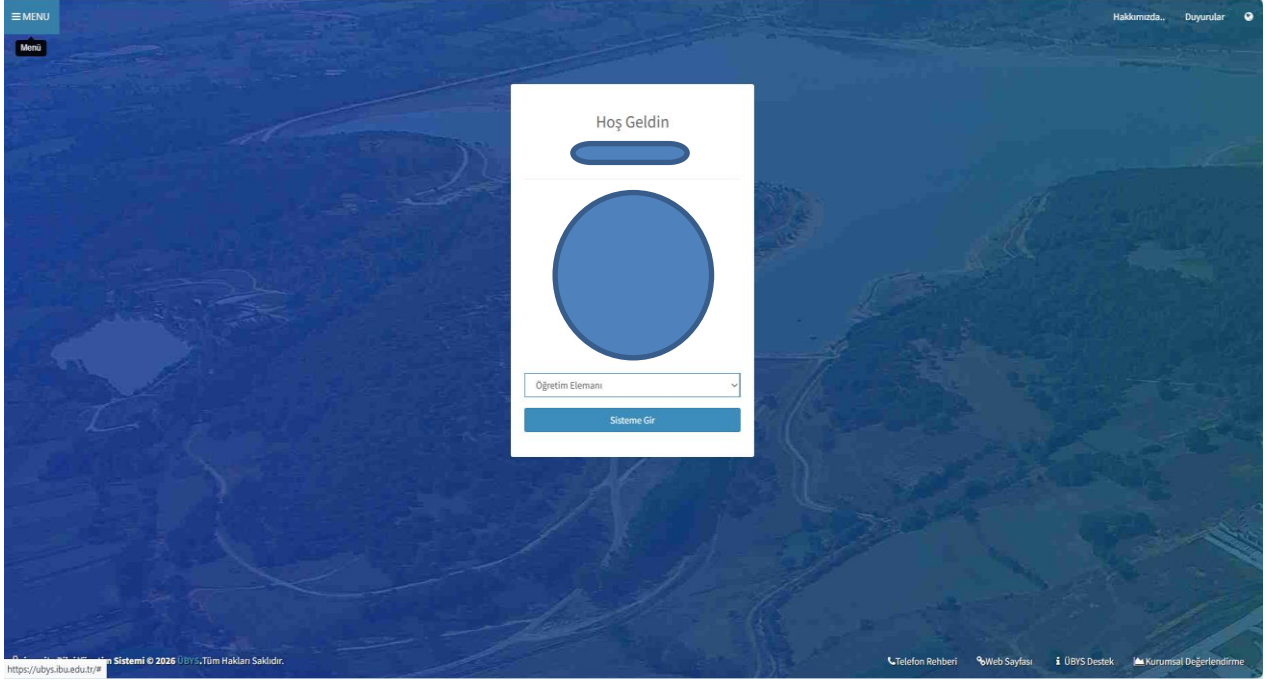 MENU
Hakkımızda..
Duyurular
Menü
Hoş Geldin
Öğretim Elemanı
Sisteme Gir
Sistemi © 2026 ÜBYS.Tüm Hakları Saklıdır.
Telefon Rehberi
Web Sayfası
ÜBYS Destek
Kurumsal Değerlendirme
https://ubys.ibu.edu.tr/#